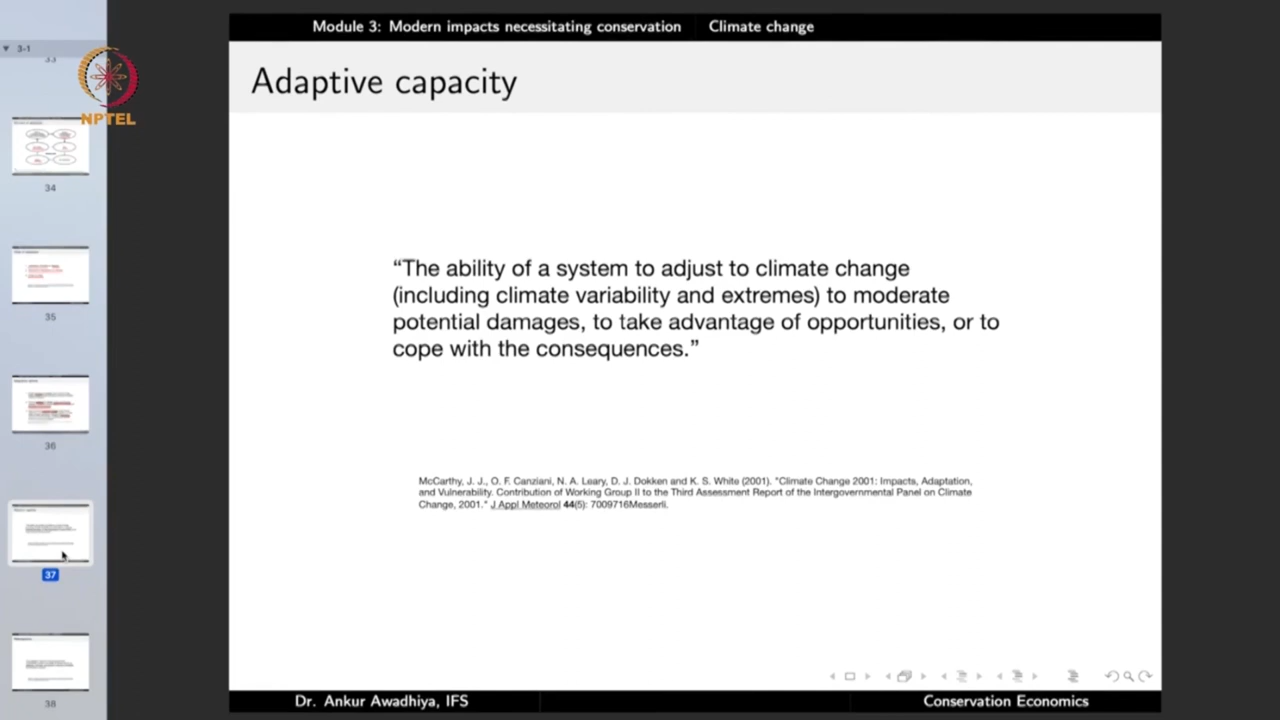 Module 3: Modern impacts necessitating conservation Climate change
3-1
33
NPTEL
Adaptive capacity
34
35
36
37
38
“The ability of a system to adjust to climate change
(including climate variability and extremes) to moderate
potential damages, to take advantage of opportunities, or to
cope with the consequences.”
McCarthy, J. J., O. F. Canziani, N. A. Leary, D. J. Dokken and K. S. White (2001). "Climate Change 2001: Impacts, Adaptation,
and Vulnerability. Contribution of Working Group II to the Third Assessment Report of the Intergovernmental Panel on Climate
Change, 2001." J Appl Meteorol 44(5): 7009716Messerli.
Dr. Ankur Awadhiya, IFS Conservation Economics